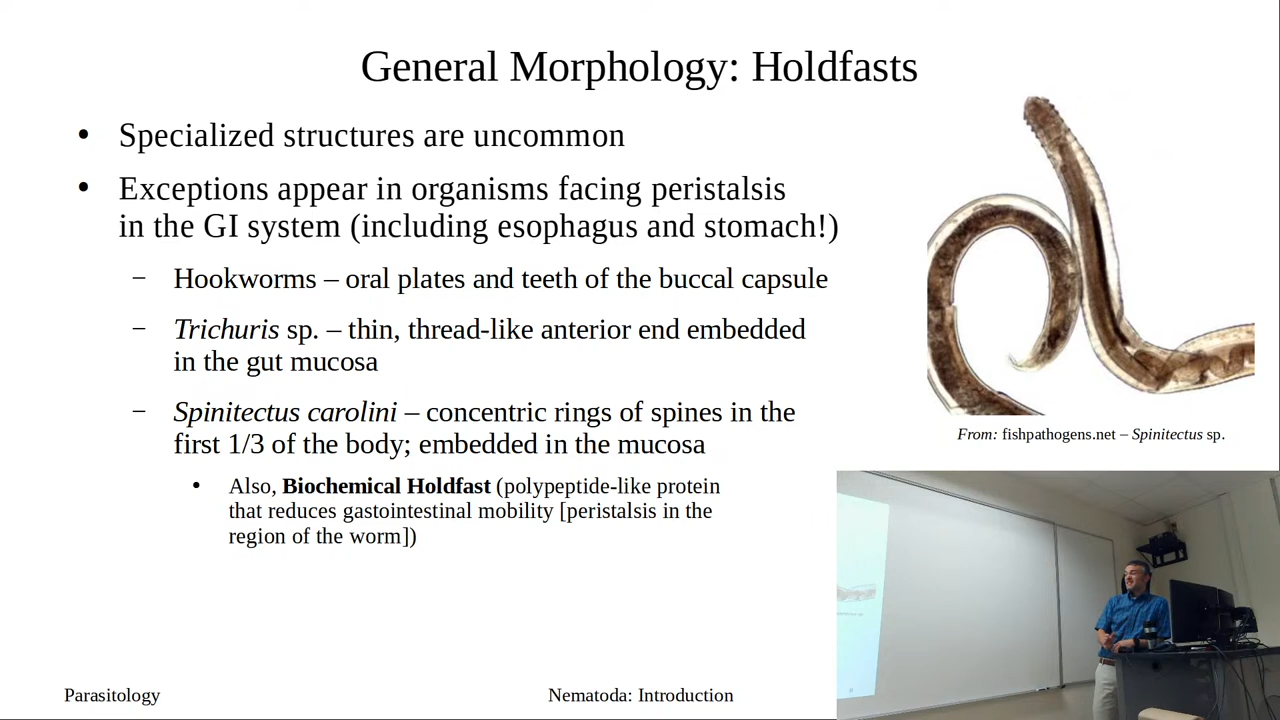 General Morphology: Holdfasts
• Specialized structures are uncommon
• Exceptions appear in organisms facing peristalsis
in the GI system (including esophagus and stomach!)
– Hookworms – oral plates and teeth of the buccal capsule
– Trichuris sp. – thin, thread-like anterior end embedded
in the gut mucosa
– Spinitectus carolini – concentric rings of spines in the
first 1/3 of the body; embedded in the mucosa
• Also, Biochemical Holdfast (polypeptide-like protein
that reduces gastointestinal mobility [peristalsis in the
region of the worm])
From: fishpathogens.net – Spinitectus sp.
Parasitology
Nematoda: Introduction